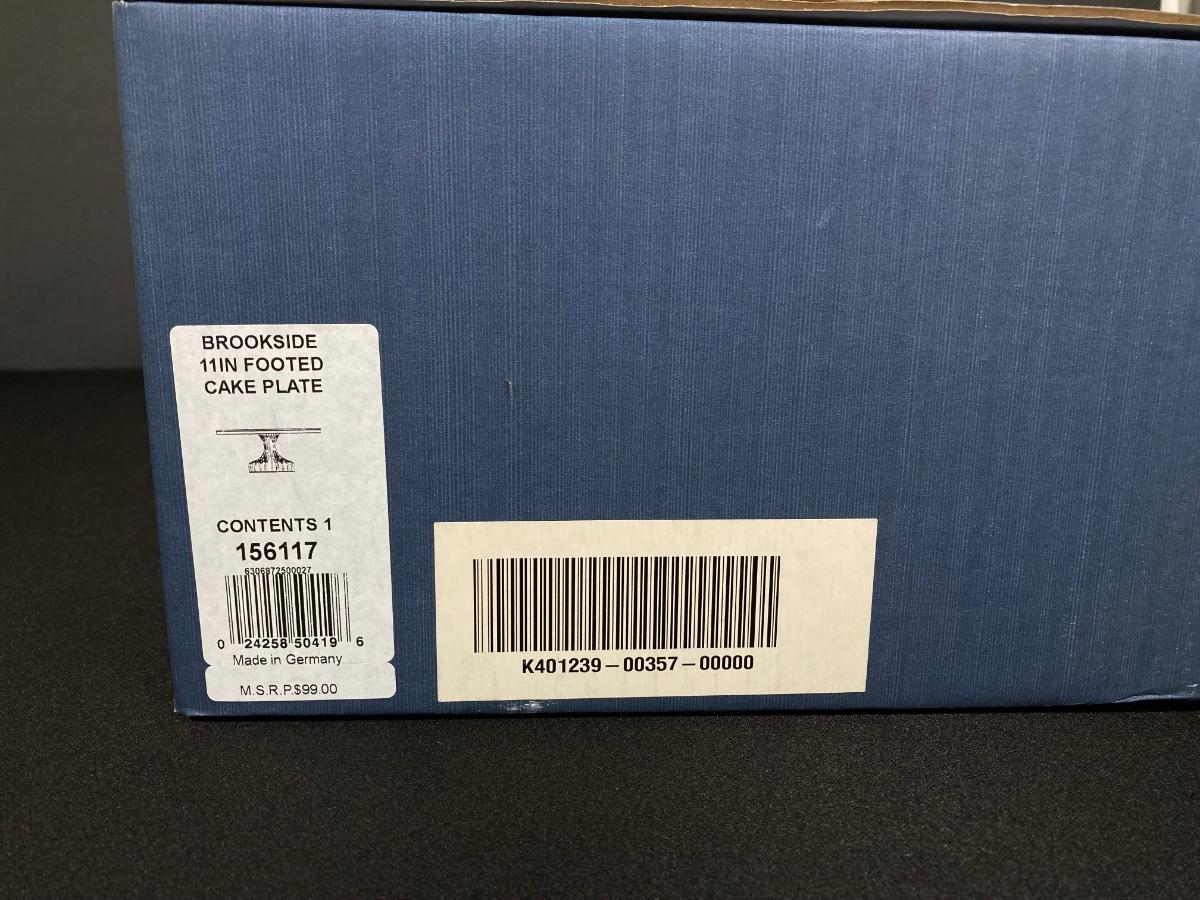 BROOKSIDE
11IN FOOTED
CAKE PLATE
CONTENTS 1
156117
6306872500027
0 24258 50419 6
Made in Germany
M.S.R.P.$99.00
K401239-00357-00000